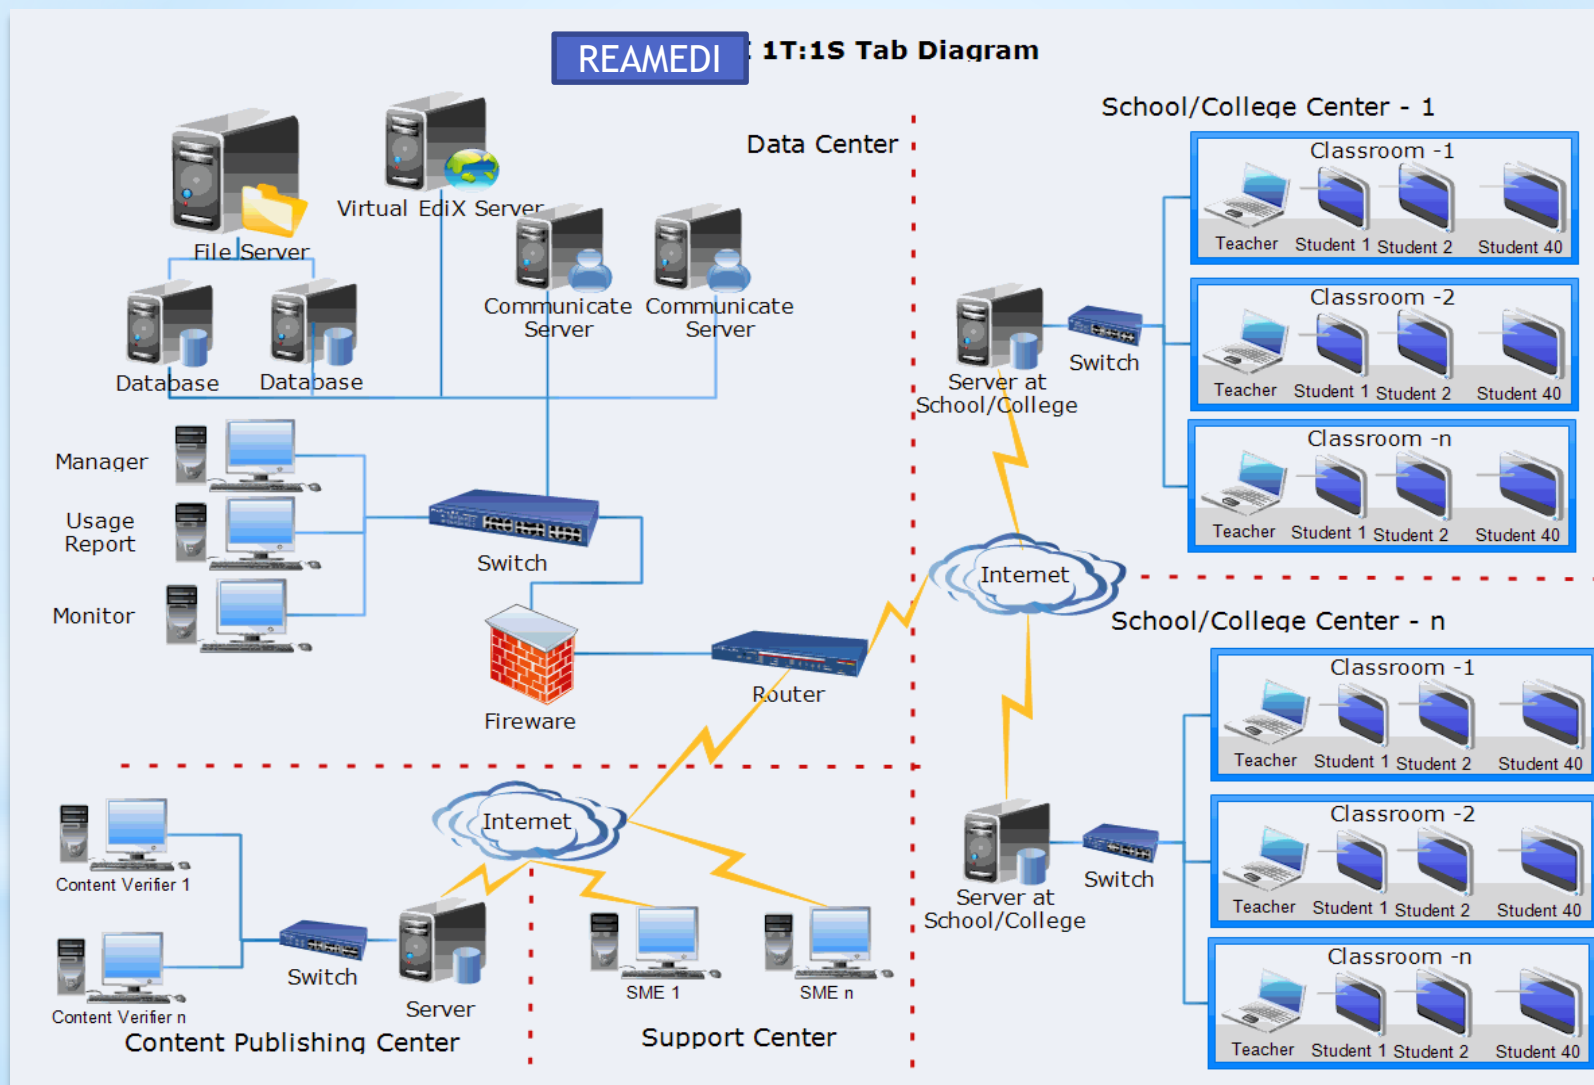 REAMEDI : 1T:1S Tab Diagram
Data Center
File Server
Virtual EdiX Server
Communicate
Server
Communicate
Server
Database
Database
Manager
Usage
Report
Monitor
Switch
Fireware
Router
Internet
School/College Center - 1
Server at
School/College
Switch
Classroom -1
Teacher Student 1 Student 2 Student 40
Classroom -2
Teacher Student 1 Student 2 Student 40
Classroom -n
Teacher Student 1 Student 2 Student 40
School/College Center - n
Server at
School/College
Switch
Classroom -1
Teacher Student 1 Student 2 Student 40
Classroom -2
Teacher Student 1 Student 2 Student 40
Classroom -n
Teacher Student 1 Student 2 Student 40
Internet
Content Verifier 1
Content Verifier n
Switch
Server
Content Publishing Center
SME 1
SME n
Support Center